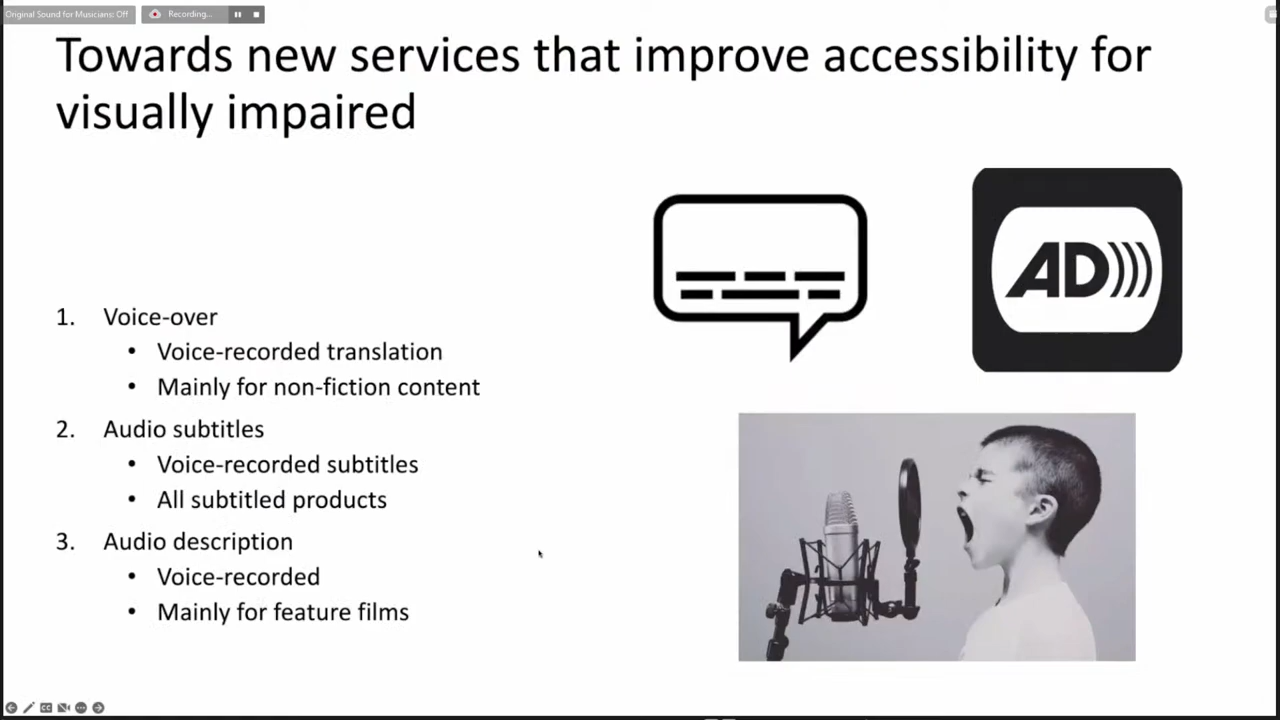 Original Sound for Musicians: Off
Recording...
Towards new services that improve accessibility for
visually impaired
AD
1. Voice-over
• Voice-recorded translation
• Mainly for non-fiction content
2. Audio subtitles
• Voice-recorded subtitles
• All subtitled products
3. Audio description
• Voice-recorded
• Mainly for feature films